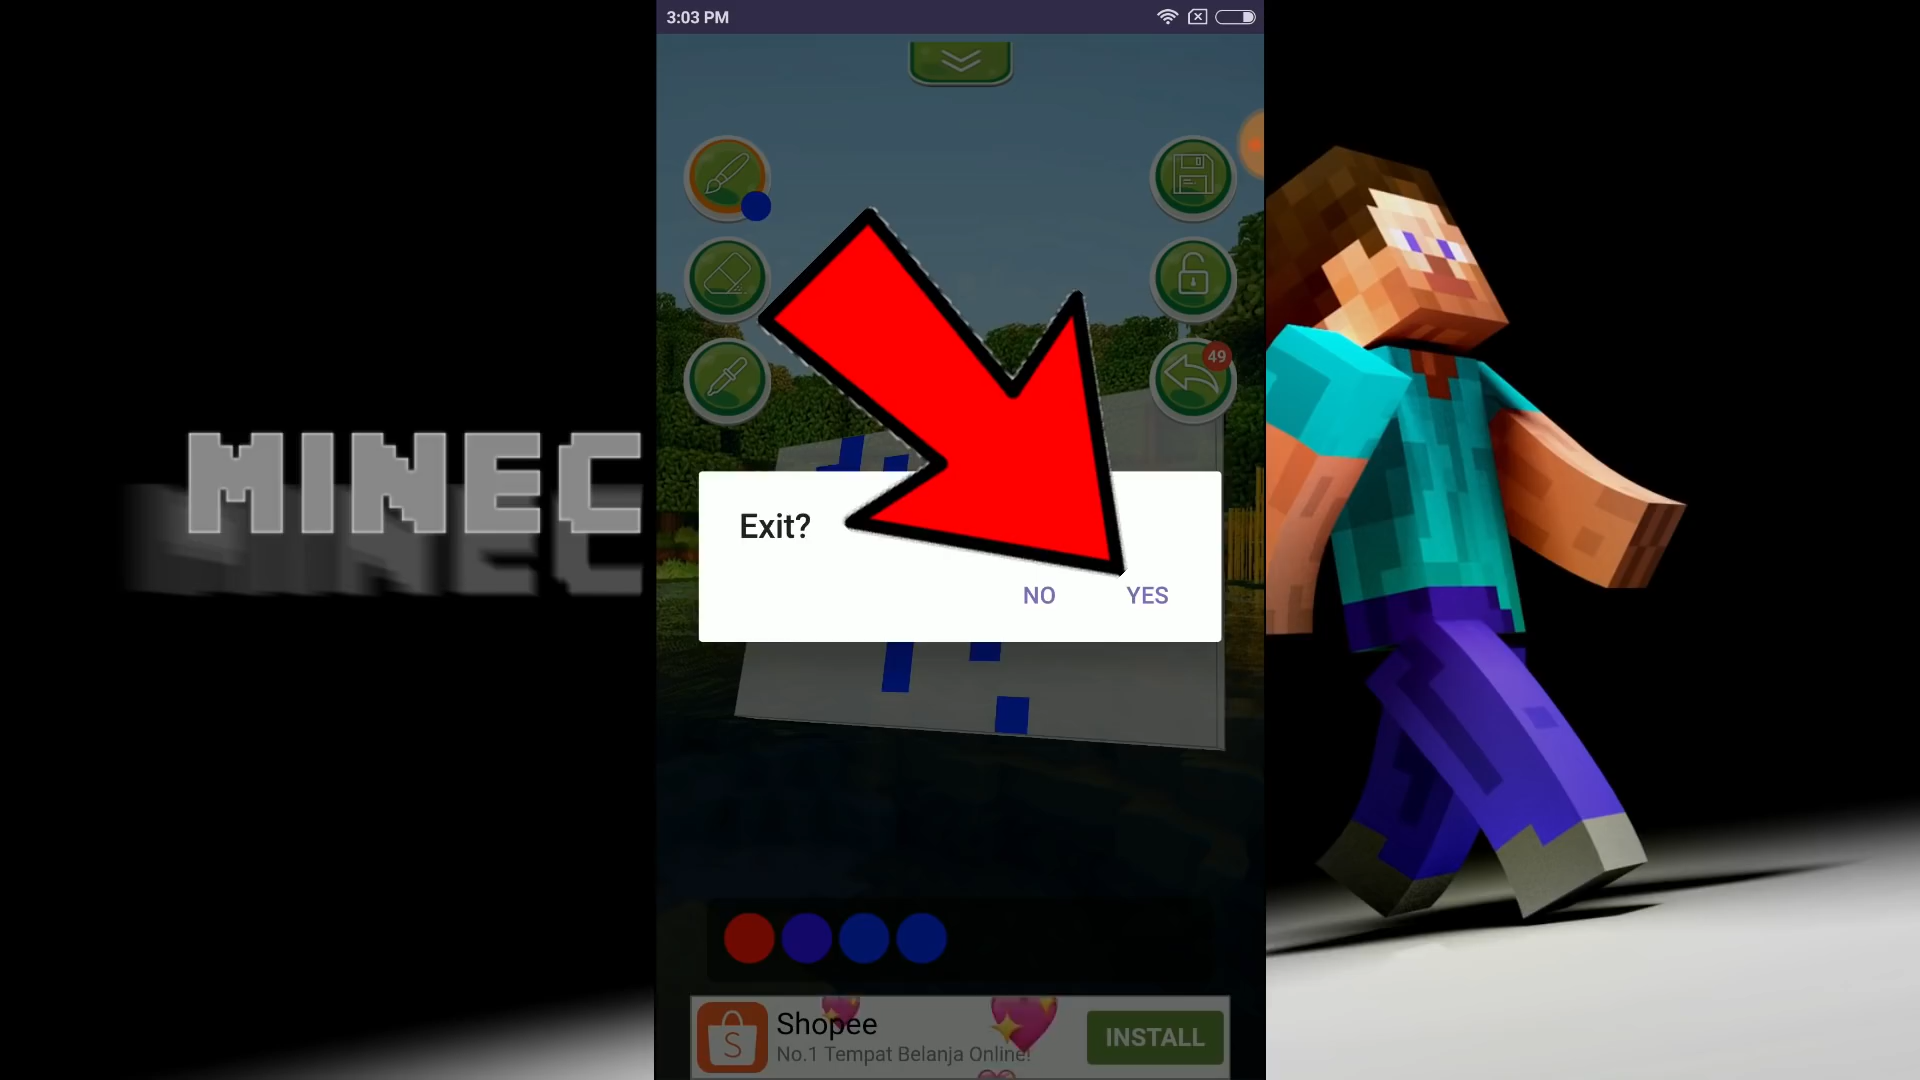 3:03 PM
49
MINEC
Exit?
NO
YES
Shopee
No.1 Tempat Belanja Online!
INSTALL